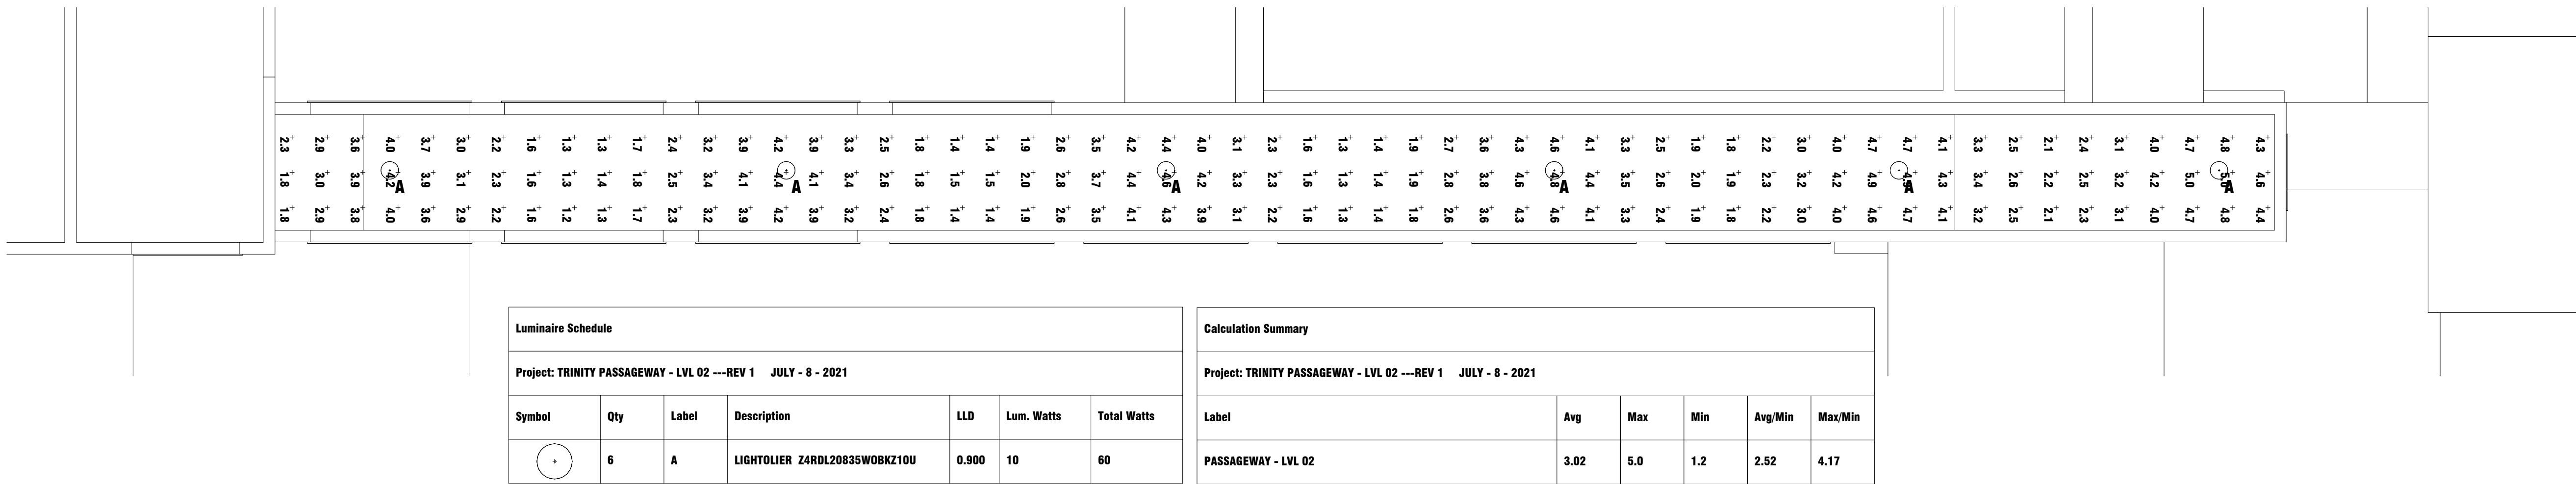 2.3 2.9 3.6 4.0 3.7 3.0 2.2 1.6 1.3 1.3 1.7 2.4 3.2 3.9 4.2 3.9 3.3 2.5 1.8 1.4 1.4 1.9 2.6 3.5 4.2 4.4 4.0 3.1 2.3 1.6 1.3 1.4 1.9 2.7 3.6 4.3 4.6 4.1 3.3 2.5 1.9 1.8 2.2 3.0 4.0 4.7 4.7 4.1 3.3 2.5 2.1 2.4 3.1 4.0 4.7 4.8 4.3
1.8 3.0 3.9 4.2 3.9 3.1 2.3 1.6 1.3 1.4 1.8 2.5 3.4 4.1 4.4 4.1 3.4 2.6 1.8 1.5 1.5 2.0 2.8 3.7 4.4 4.6 4.2 3.3 2.3 1.6 1.3 1.4 1.9 2.8 3.8 4.6 4.8 4.4 3.5 2.6 2.0 1.9 2.3 3.2 4.2 4.9 4.3 3.4 2.6 2.2 2.5 3.2 4.2 5.0 5.0 4.6
A A A A A A
1.8 2.9 3.8 4.0 3.6 2.9 2.2 1.6 1.2 1.3 1.7 2.3 3.2 3.9 4.2 3.9 3.2 2.4 1.8 1.4 1.4 1.9 2.6 3.5 4.1 4.3 3.9 3.1 2.2 1.6 1.3 1.4 1.8 2.6 3.6 4.3 4.6 4.1 3.3 2.4 1.9 1.8 2.2 3.0 4.0 4.6 4.7 4.1 3.2 2.5 2.1 2.3 3.1 4.0 4.7 4.8 4.4
Luminaire Schedule
Project: TRINITY PASSAGEWAY - LVL 02 ---REV 1 JULY - 8 - 2021
Symbol Qty Label Description LLD Lum. Watts Total Watts
6 A LIGHTOLIER Z4RDL20835WOBKZ10U 0.900 10 60
Calculation Summary
Project: TRINITY PASSAGEWAY - LVL 02 ---REV 1 JULY - 8 - 2021
Label Avg Max Min Avg/Min Max/Min
PASSAGEWAY - LVL 02 3.02 5.0 1.2 2.52 4.17